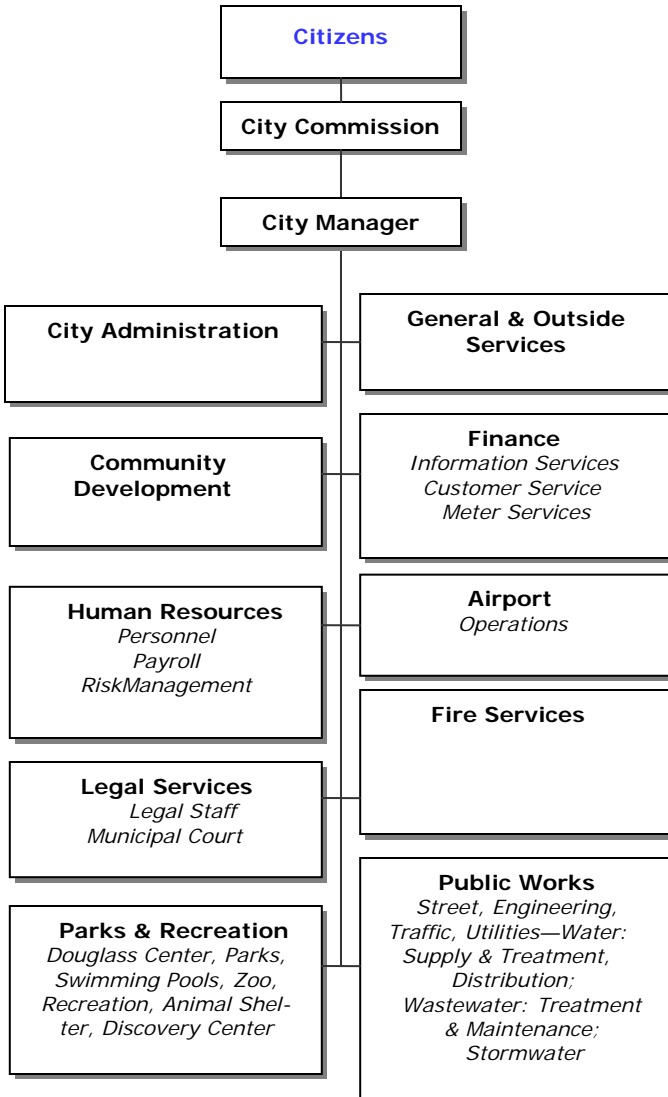 Citizens
City Commission
City Manager
City Administration
General & Outside
Services
Community
Development
Finance
Information Services
Customer Service
Meter Services
Human Resources
Personnel
Payroll
RiskManagement
Airport
Operations
Fire Services
Legal Services
Legal Staff
Municipal Court
Parks & Recreation
Douglass Center, Parks,
Swimming Pools, Zoo,
Recreation, Animal Shel-
ter, Discovery Center
Public Works
Street, Engineering,
Traffic, Utilities—Water:
Supply & Treatment,
Distribution;
Wastewater: Treatment
& Maintenance;
Stormwater